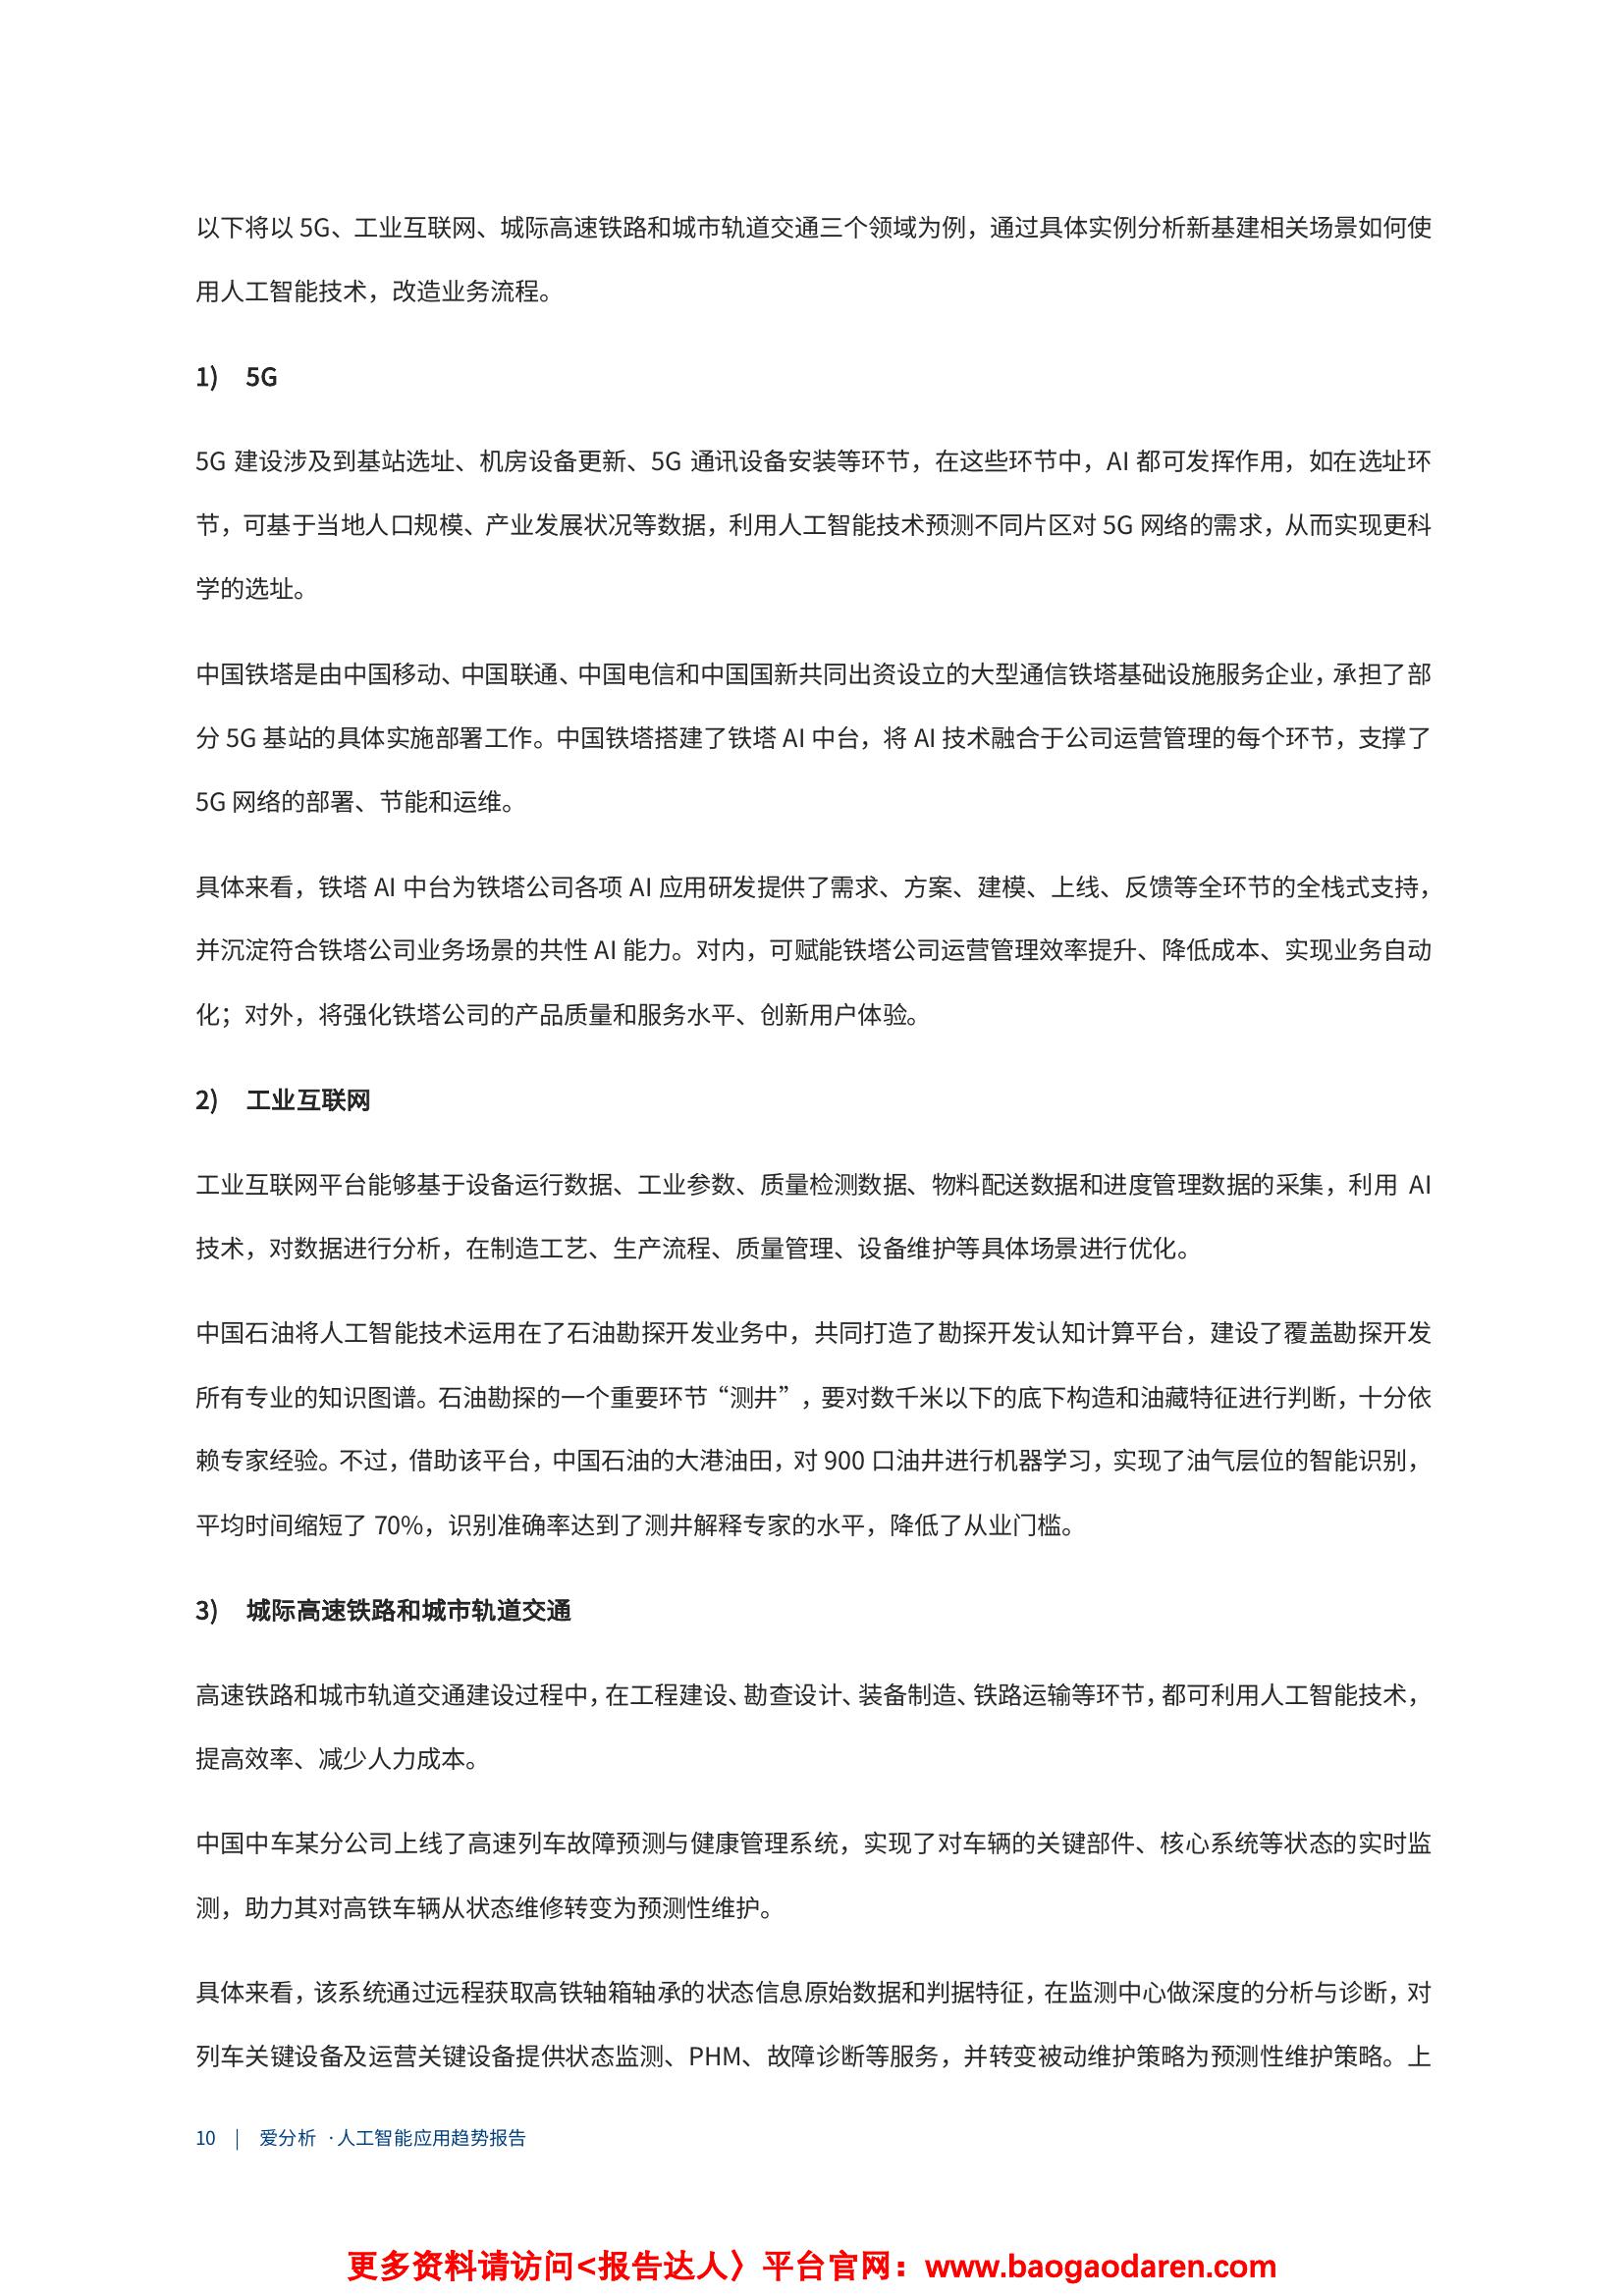 以下将以 5G、工业互联网、城际高速铁路和城市轨道交通三个领域为例，通过具体实例分析新基建相关场景如何使
用人工智能技术，改造业务流程。
1) 5G
5G 建设涉及到基站选址、机房设备更新、5G 通讯设备安装等环节，在这些环节中，AI 都可发挥作用，如在选址环
节，可基于当地人口规模、产业发展状况等数据，利用人工智能技术预测不同片区对 5G 网络的需求，从而实现更科
学的选址。
中国铁塔是由中国移动、中国联通、中国电信和中国国新共同出资设立的大型通信铁塔基础设施服务企业，承担了部
分 5G 基站的具体实施部署工作。中国铁塔搭建了铁塔 AI 中台，将 AI 技术融合于公司运营管理的每个环节，支撑了
5G 网络的部署、节能和运维。
具体来看，铁塔 AI 中台为铁塔公司各项 AI 应用研发提供了需求、方案、建模、上线、反馈等全环节的全栈式支持，
并沉淀符合铁塔公司业务场景的共性 AI 能力。对内，可赋能铁塔公司运营管理效率提升、降低成本、实现业务自动
化；对外，将强化铁塔公司的产品质量和服务水平、创新用户体验。
2) 工业互联网
工业互联网平台能够基于设备运行数据、工业参数、质量检测数据、物料配送数据和进度管理数据的采集，利用 AI
技术，对数据进行分析，在制造工艺、生产流程、质量管理、设备维护等具体场景进行优化。
中国石油将人工智能技术运用在了石油勘探开发业务中，共同打造了勘探开发认知计算平台，建设了覆盖勘探开发
所有专业的知识图谱。石油勘探的一个重要环节“测井”，要对数千米以下的底下构造和油藏特征进行判断，十分依
赖专家经验。不过，借助该平台，中国石油的大港油田，对 900 口油井进行机器学习，实现了油气层位的智能识别，
平均时间缩短了 70%，识别准确率达到了测井解释专家的水平，降低了从业门槛。
3) 城际高速铁路和城市轨道交通
高速铁路和城市轨道交通建设过程中，在工程建设、勘查设计、装备制造、铁路运输等环节，都可利用人工智能技术，
提高效率、减少人力成本。
中国中车某分公司上线了高速列车故障预测与健康管理系统，实现了对车辆的关键部件、核心系统等状态的实时监
测，助力其对高铁车辆从状态维修转变为预测性维护。
具体来看，该系统通过远程获取高铁轴箱轴承的状态信息原始数据和判据特征，在监测中心做深度的分析与诊断，对
列车关键设备及运营关键设备提供状态监测、PHM、故障诊断等服务，并转变被动维护策略为预测性维护策略。上
10 | 爱分析 ·人工智能应用趋势报告
更多资料请访问<报告达人〉平台官网：www.baogaodaren.com